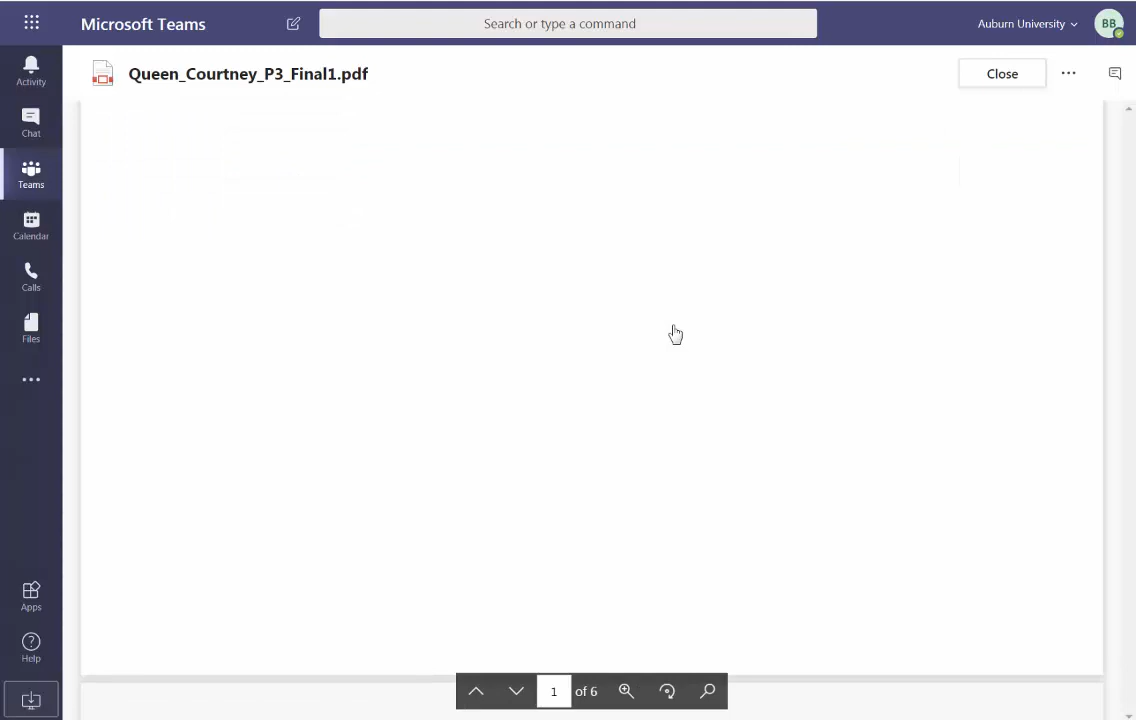 Microsoft Teams
Search or type a command
Auburn University
BB
Activity
Chat
Teams
Calendar
Calls
Files
Apps
Help
Queen_Courtney_P3_Final1.pdf
Close
1 of 6